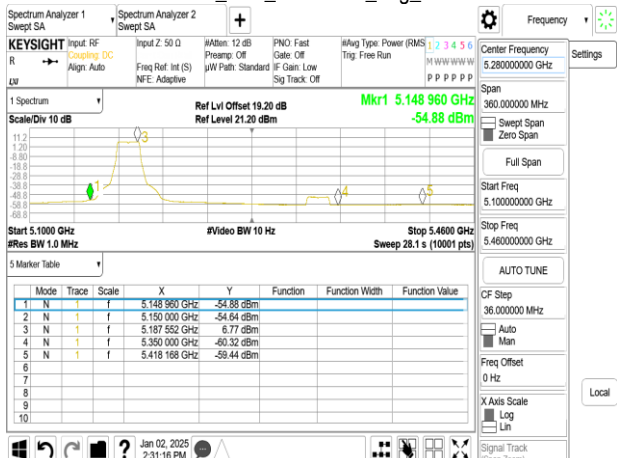 Spectrum Analyzer 1
Swept SA
Spectrum Analyzer 2
Swept SA
+
Frequency
KEYSIGHT
R
LXI
Input: RF
Coupling: DC
Align: Auto
Input Z: 50 Ω
Freq Ref: Int (S)
NFE: Adaptive
#Atten: 12 dB
Preamp: Off
µW Path: Standard
PNO: Fast
Gate: Off
IF Gain: Low
Sig Track: Off
#Avg Type: Power (RMS
Trig: Free Run
1 2 3 4 5 6
M W W W W W
P P P P P P
Center Frequency
5.280000000 GHz
Settings
Span
360.000000 MHz
Swept Span
Zero Span
Full Span
Start Freq
5.100000000 GHz
Stop Freq
5.460000000 GHz
AUTO TUNE
CF Step
36.000000 MHz
Auto
Man
Freq Offset
0 Hz
X Axis Scale
Log
Lin
Local
Signal Track
1 Spectrum
Scale/Div 10 dB
Ref Lvl Offset 19.20 dB
Ref Level 21.20 dBm
Mkr1 5.148 960 GHz
-54.88 dBm
11.2
1.20
-8.80
-18.8
-28.8
-38.8
-48.8
-58.8
-68.8
1
3
4
5
Start 5.1000 GHz
#Res BW 1.0 MHz
#Video BW 10 Hz
Stop 5.4600 GHz
Sweep 28.1 s (10001 pts)
5 Marker Table
Mode Trace Scale X Y Function Function Width Function Value
1 N 1 f 5.148 960 GHz -54.88 dBm
2 N 1 f 5.150 000 GHz -54.64 dBm
3 N 1 f 5.187 552 GHz 6.77 dBm
4 N 1 f 5.350 000 GHz -60.32 dBm
5 N 1 f 5.418 168 GHz -59.44 dBm
6
7
8
9
10
?
Jan 02, 2025
2:31:16 PM